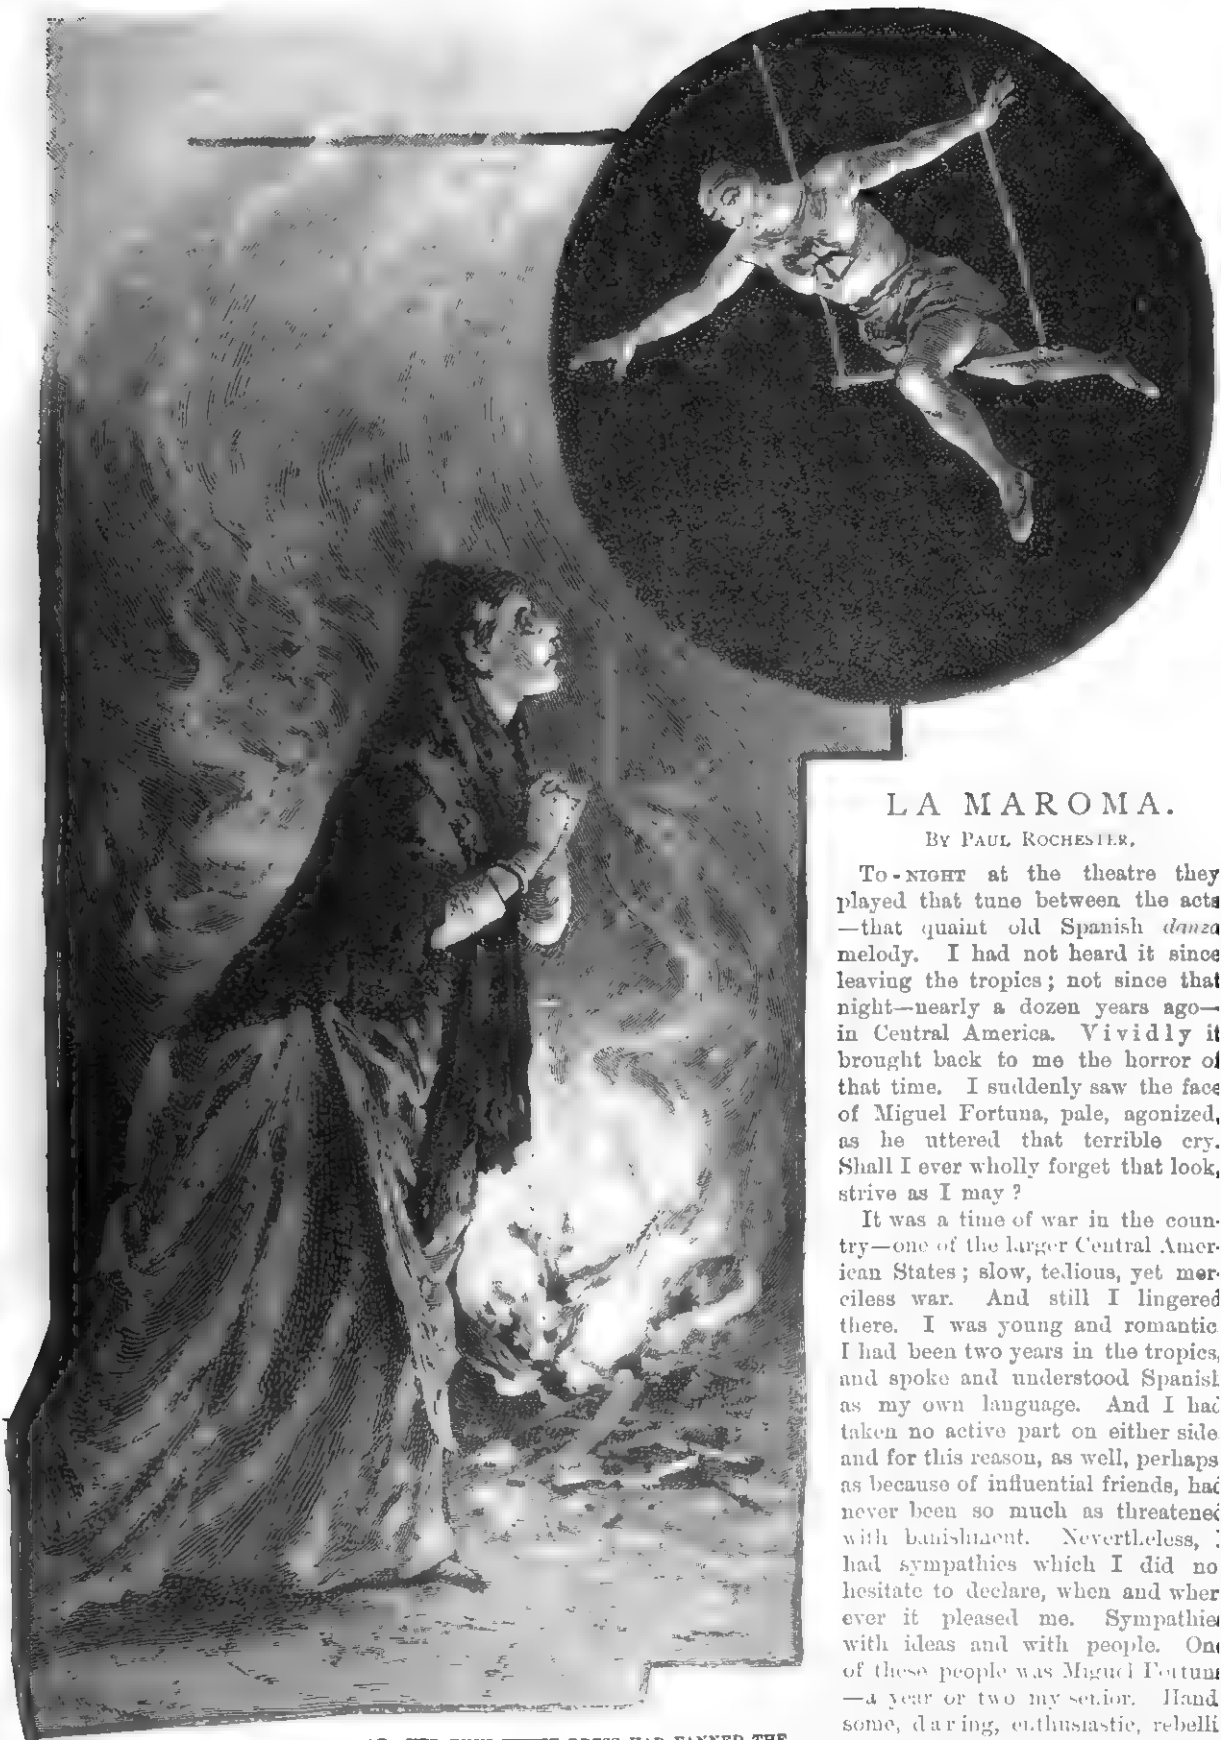 LA MAROMA.
BY PAUL ROCHESTER.
TO-NIGHT at the theatre they
played that tune between the acts
—that quaint old Spanish danza
melody. I had not heard it since
leaving the tropics; not since that
night—nearly a dozen years ago—
in Central America. Vividly it
brought back to me the horror of
that time. I suddenly saw the face
of Miguel Fortuna, pale, agonized,
as he uttered that terrible cry.
Shall I ever wholly forget that look,
strive as I may?
It was a time of war in the coun-
try—one of the larger Central Amer-
ican States; slow, tedious, yet mer-
ciless war. And still I lingered
there. I was young and romantic
I had been two years in the tropics,
and spoke and understood Spanish
as my own language. And I had
taken no active part on either side
and for this reason, as well, perhaps
as because of influential friends, had
never been so much as threatened
with banishment. Nevertheless,
had sympathies which I did no
hesitate to declare, when and wher
ever it pleased me. Sympathies
with ideas and with people. One
of these people was Miguel Fortuna
—a year or two my senior. Hand
some, daring, enthusiastic, rebelli
DRESS HAD FANNED THE